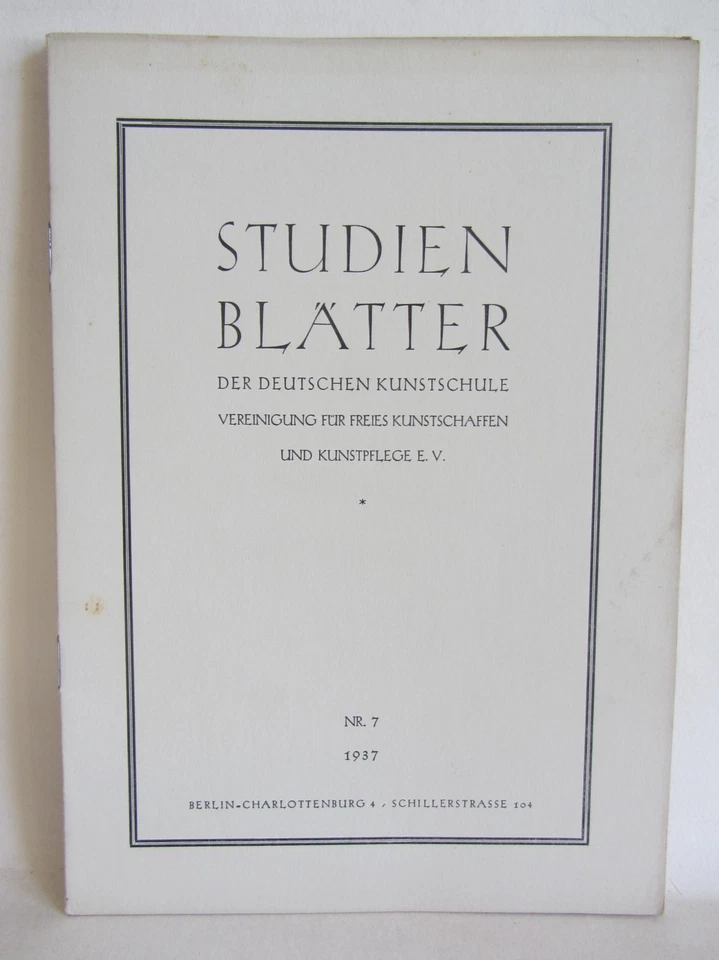 STUDIEN
BLÄTTER
DER DEUTSCHEN KUNSTSCHULE
VEREINIGUNG FÜR FREIES KUNSTSCHAFFEN
UND KUNSTPFLEGE E. V.
*
NR. 7
1937
BERLIN-CHARLOTTENBURG 4 / SCHILLERSTRASSE 104